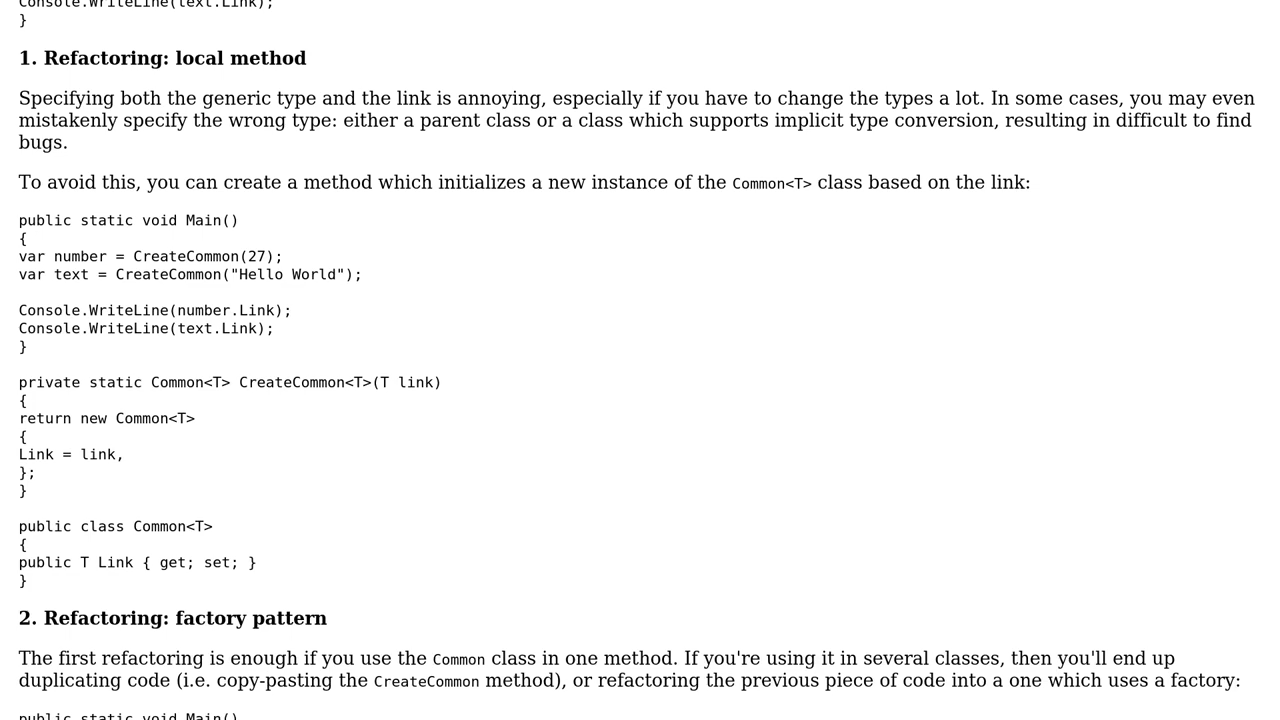 Console.WriteLine(text.Link);
}
1. Refactoring: local method
Specifying both the generic type and the link is annoying, especially if you have to change the types a lot. In some cases, you may even
mistakenly specify the wrong type: either a parent class or a class which supports implicit type conversion, resulting in difficult to find
bugs.
To avoid this, you can create a method which initializes a new instance of the Common<T> class based on the link:
public static void Main()
{
var number = CreateCommon(27);
var text = CreateCommon("Hello World");
Console.WriteLine(number.Link);
Console.WriteLine(text.Link);
}
private static Common<T> CreateCommon<T>(T link)
{
return new Common<T>
{
Link = link,
};
}
public class Common<T>
{
public T Link { get; set; }
}
2. Refactoring: factory pattern
The first refactoring is enough if you use the Common class in one method. If you're using it in several classes, then you'll end up
duplicating code (i.e. copy-pasting the CreateCommon method), or refactoring the previous piece of code into a one which uses a factory:
public static void Main()